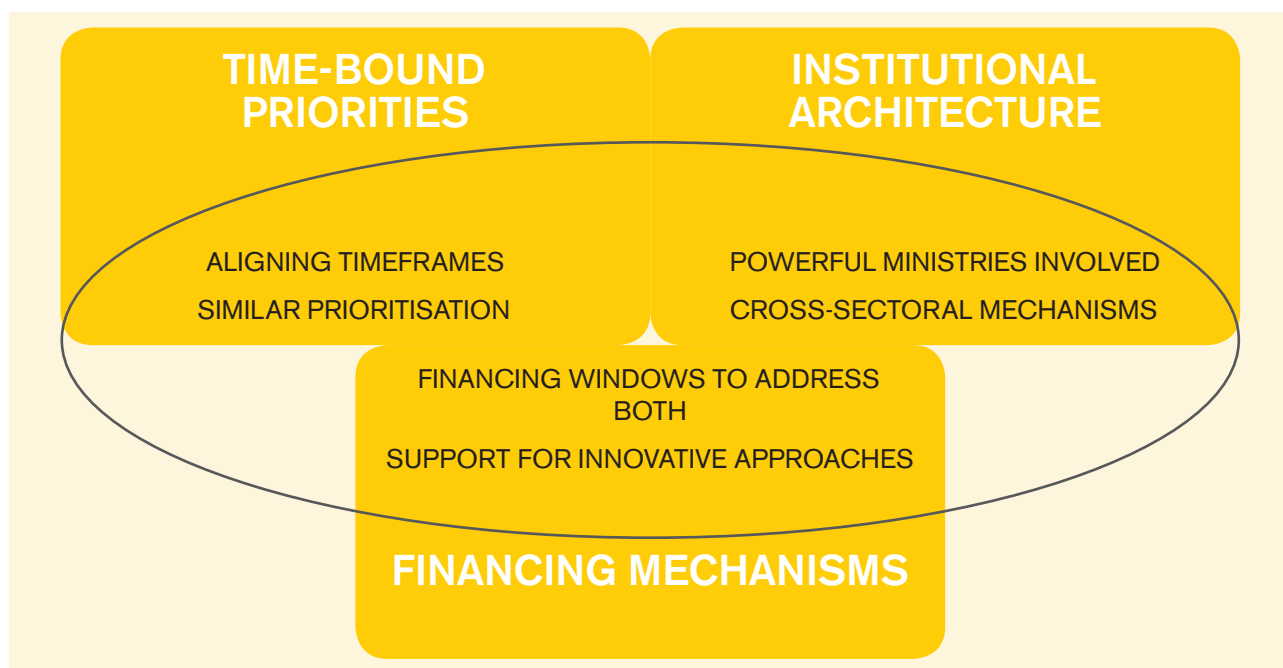 TIME-BOUND
PRIORITIES
ALIGNING TIMEFRAMES
SIMILAR PRIORITISATION
INSTITUTIONAL
ARCHITECTURE
POWERFUL MINISTRIES INVOLVED
CROSS-SECTORAL MECHANISMS
FINANCING WINDOWS TO ADDRESS
BOTH
SUPPORT FOR INNOVATIVE APPROACHES
FINANCING MECHANISMS